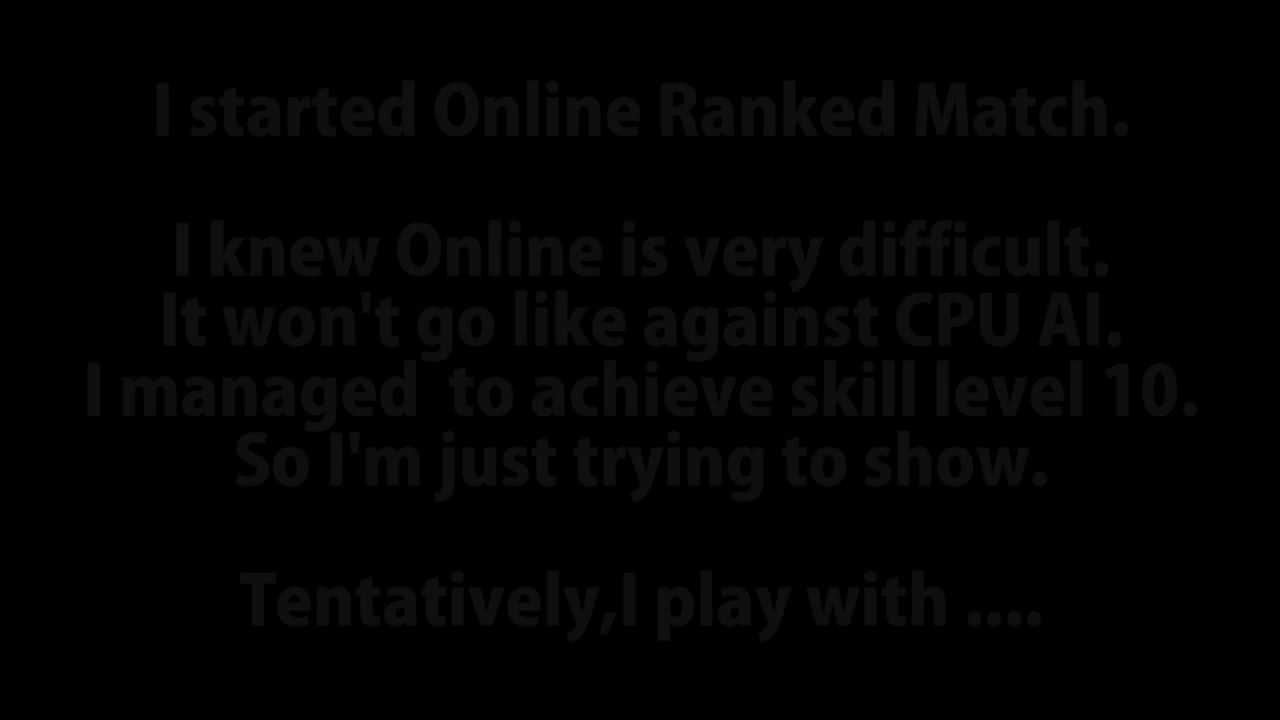 I started Online Ranked Match.
I knew Online is very difficult.
It won't go like against CPU AI.
I managed  to achieve skill level 10.
So I'm just trying to show.
Tentatively,I play with ....